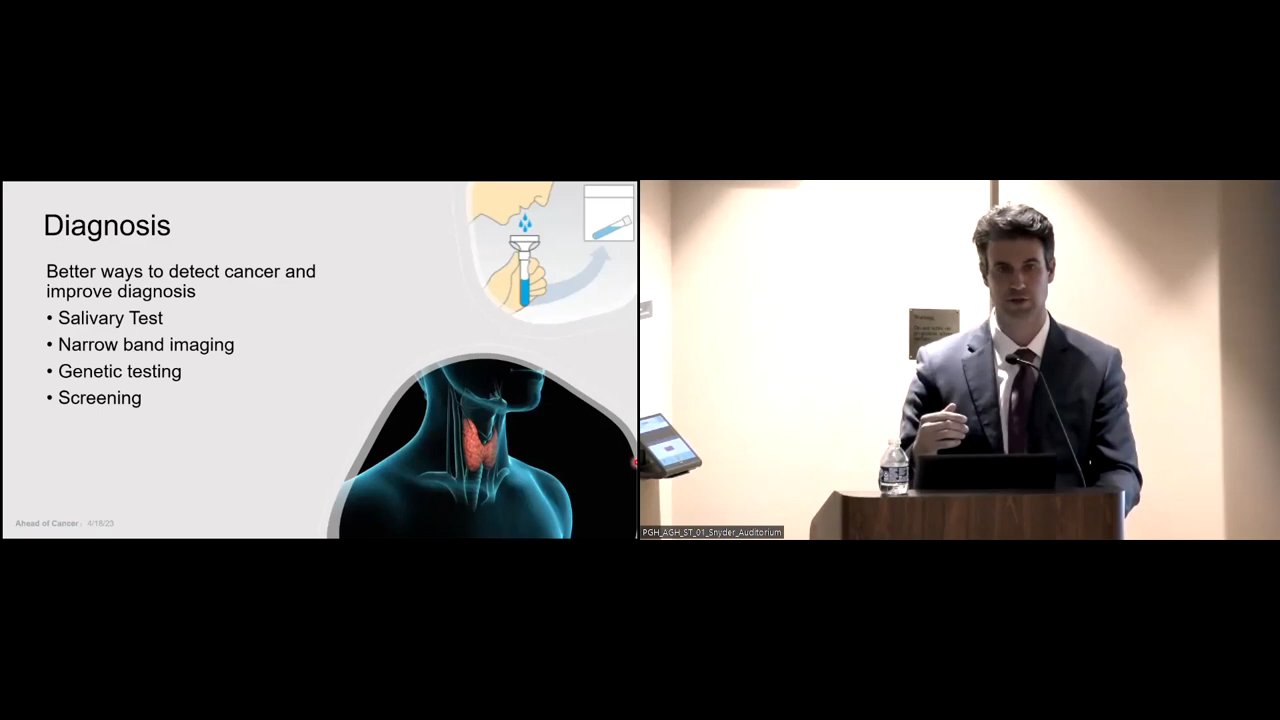 Diagnosis
Better ways to detect cancer and
improve diagnosis
• Salivary Test
• Narrow band imaging
• Genetic testing
• Screening
Ahead of Cancer | 4/18/23
PGH_AGH_ST_01_Snyder_Auditorium